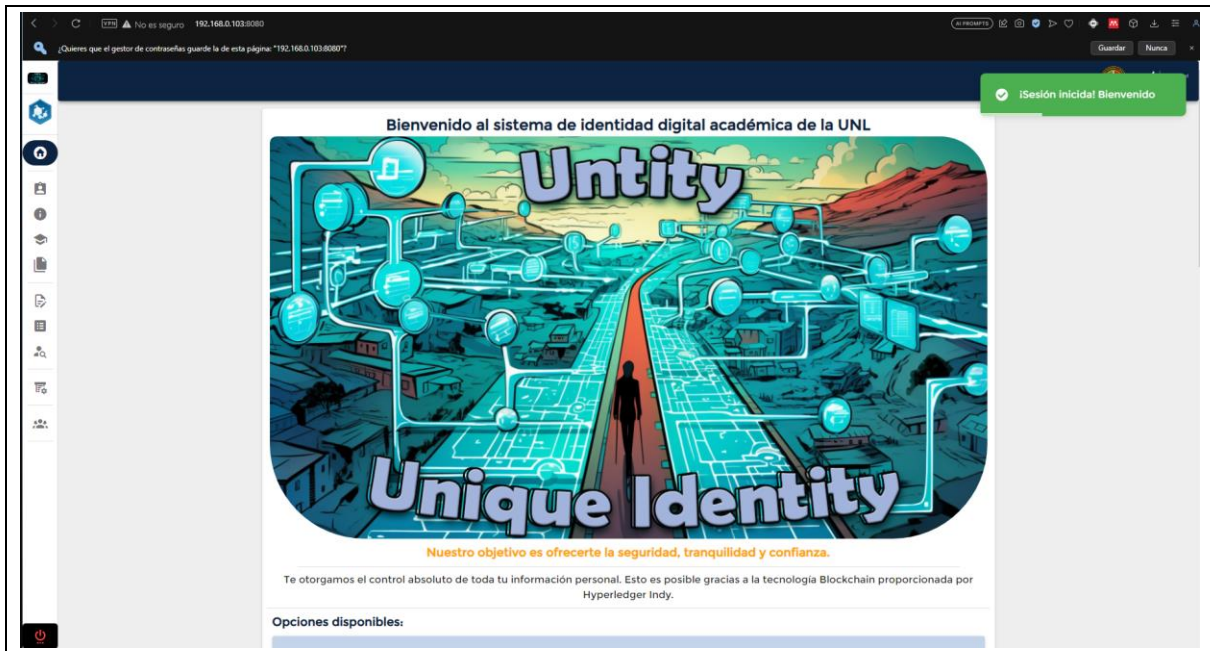 VPN
No es seguro
192.168.0.103:8080
AI PROMPTS
¿Quieres que el gestor de contraseñas guarde la de esta página: "192.168.0.103:8080"?
Guardar
Nunca
¡Sesión inicida! Bienvenido
Bienvenido al sistema de identidad digital académica de la UNL
Untity
Unique Identity
Nuestro objetivo es ofrecerte la seguridad, tranquilidad y confianza.
Te otorgamos el control absoluto de toda tu información personal. Esto es posible gracias a la tecnología Blockchain proporcionada por
Hyperledger Indy.
Opciones disponibles: